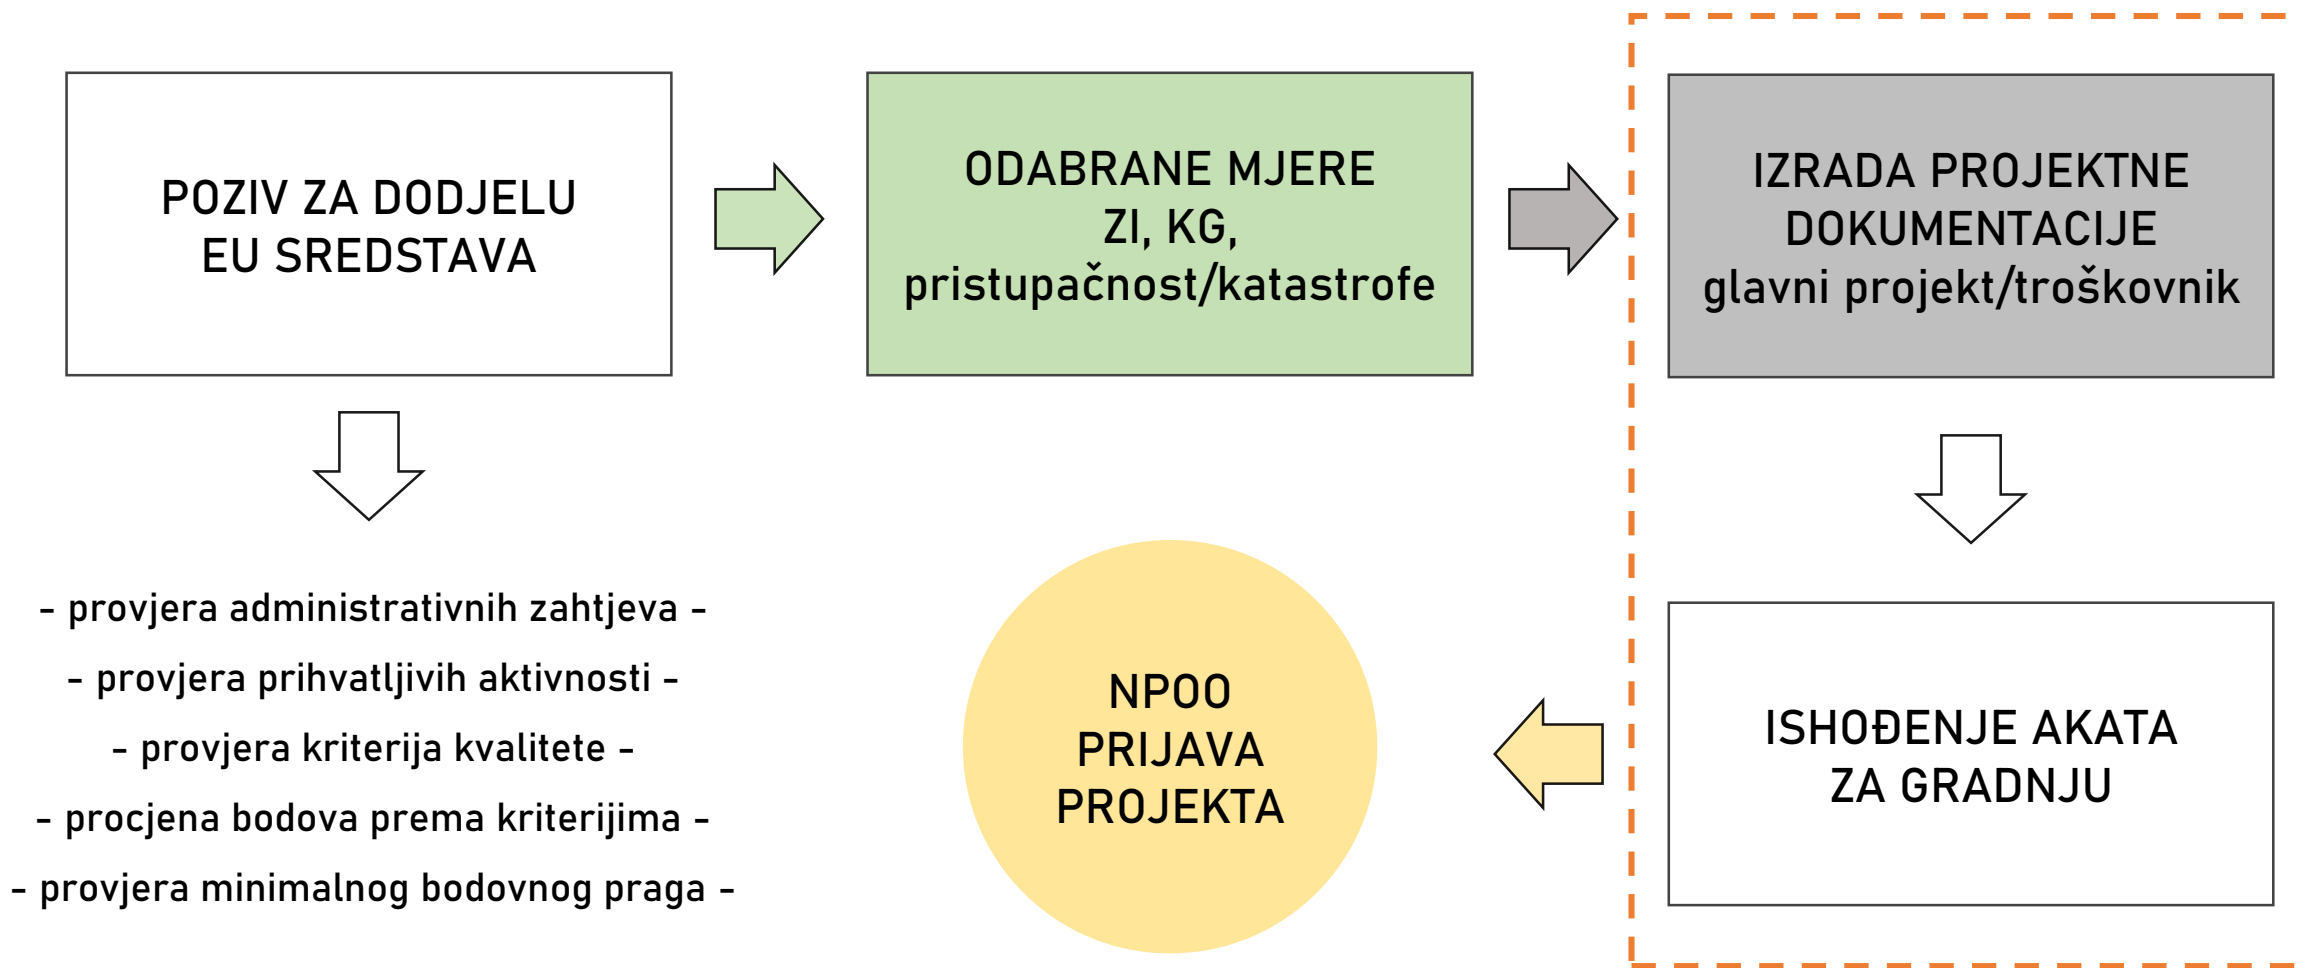 POZIV ZA DODJELU
EU SREDSTAVA
ODABRANE MJERE
ZI, KG,
pristupačnost/katastrofe
IZRADA PROJEKTNE
DOKUMENTACIJE
glavni projekt/troškovnik
- provjera administrativnih zahtjeva -
- provjera prihvatljivih aktivnosti -
- provjera kriterija kvalitete -
- procjena bodova prema kriterijima -
- provjera minimalnog bodovnog praga -
NPOO
PRIJAVA
PROJEKTA
ISHOĐENJE AKATA
ZA GRADNJU